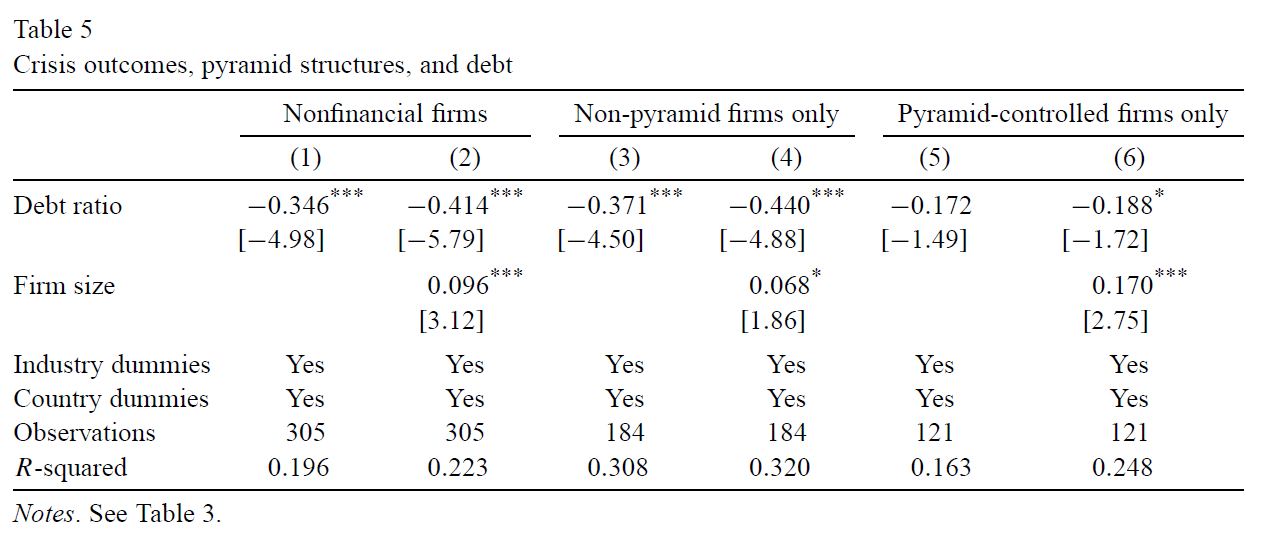 Table 5
Crisis outcomes, pyramid structures, and debt
Nonfinancial firms Non-pyramid firms only Pyramid-controlled firms only
(1) (2) (3) (4) (5) (6)
Debt ratio −0.346*** −0.414*** −0.371*** −0.440*** −0.172 −0.188*
[−4.98] [−5.79] [−4.50] [−4.88] [−1.49] [−1.72]
Firm size 0.096*** 0.068* 0.170***
[3.12] [1.86] [2.75]
Industry dummies Yes Yes Yes Yes Yes Yes
Country dummies Yes Yes Yes Yes Yes Yes
Observations 305 305 184 184 121 121
R-squared 0.196 0.223 0.308 0.320 0.163 0.248
Notes. See Table 3.